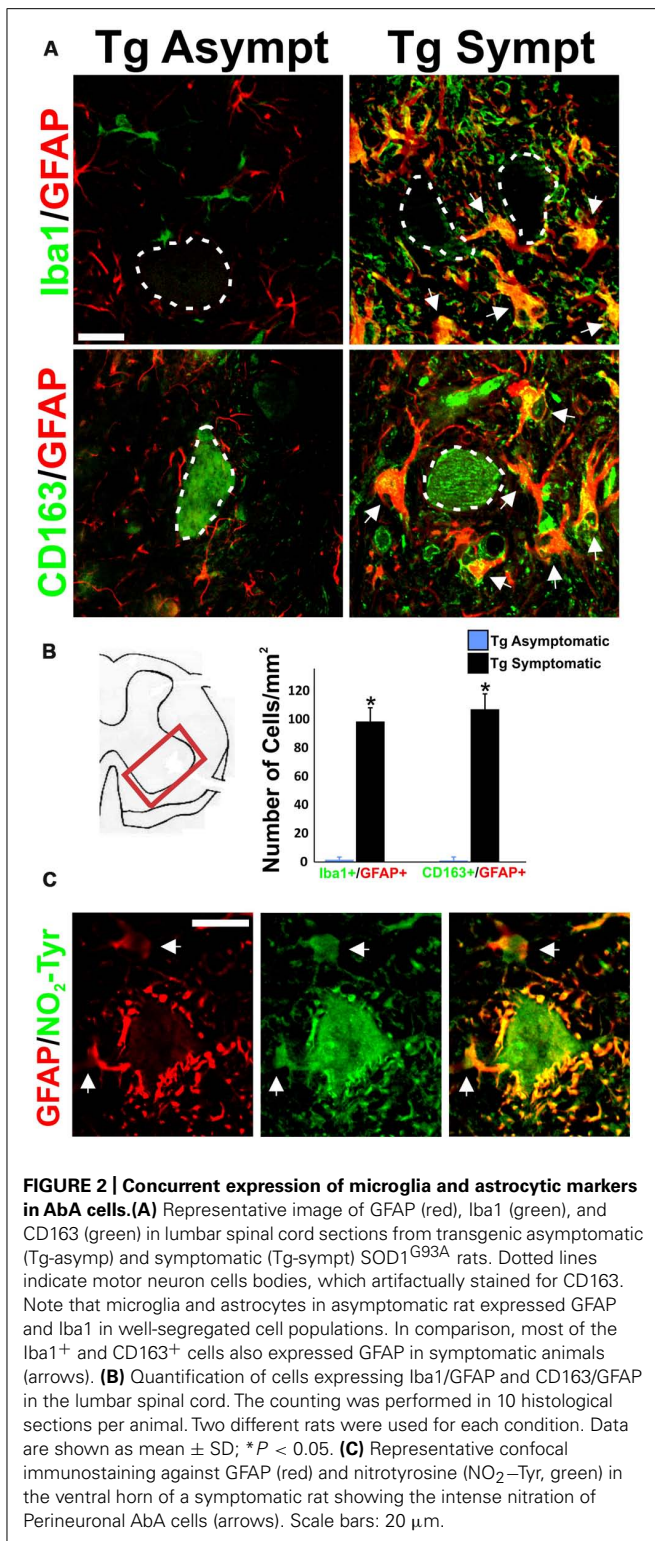 A
Tg Asympt Tg Sympt
Iba1/GFAP
CD163/GFAP
B
Tg Asymptomatic
Tg Symptomatic
Number of Cells/mm²
120
100
80
60
40
20
0
* *
Iba1+/GFAP+ CD163+/GFAP+
C
GFAP/NO₂-Tyr
FIGURE 2 | Concurrent expression of microglia and astrocytic markers
in AbA cells.(A) Representative image of GFAP (red), Iba1 (green), and
CD163 (green) in lumbar spinal cord sections from transgenic asymptomatic
(Tg-asymp) and symptomatic (Tg-sympt) SOD1ᴳ⁹³ᴬ rats. Dotted lines
indicate motor neuron cells bodies, which artifactually stained for CD163.
Note that microglia and astrocytes in asymptomatic rat expressed GFAP
and Iba1 in well-segregated cell populations. In comparison, most of the
Iba1⁺ and CD163⁺ cells also expressed GFAP in symptomatic animals
(arrows). (B) Quantification of cells expressing Iba1/GFAP and CD163/GFAP
in the lumbar spinal cord. The counting was performed in 10 histological
sections per animal. Two different rats were used for each condition. Data
are shown as mean ± SD; *P < 0.05. (C) Representative confocal
immunostaining against GFAP (red) and nitrotyrosine (NO₂–Tyr, green) in
the ventral horn of a symptomatic rat showing the intense nitration of
Perineuronal AbA cells (arrows). Scale bars: 20 μm.